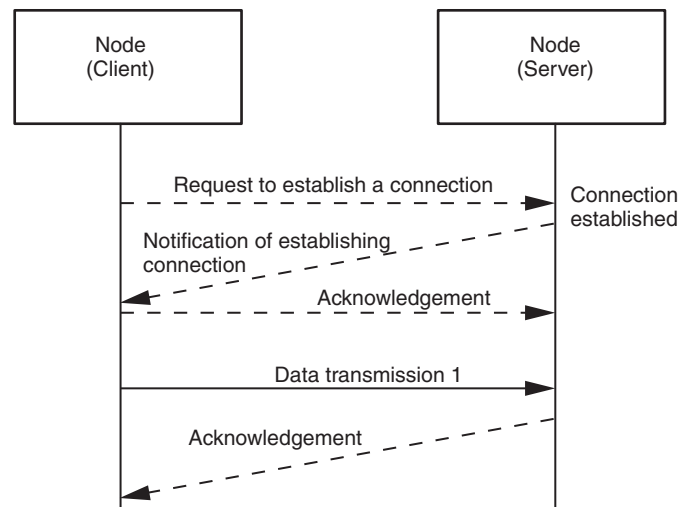 Node
(Client)
Node
(Server)
Request to establish a connection
Connection
established
Notification of establishing
connection
Acknowledgement
Data transmission 1
Acknowledgement